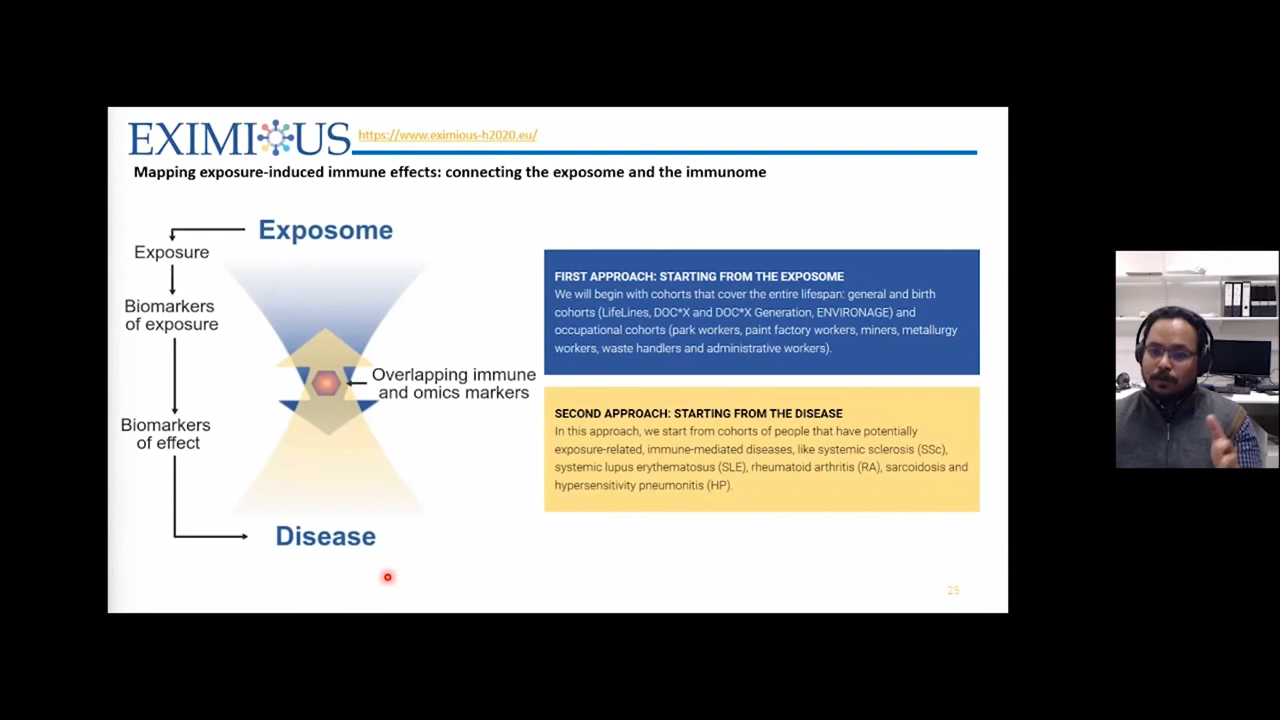 EXIMIOUS
https://www.eximious-h2020.eu/
Mapping exposure-induced immune effects: connecting the exposome and the immunome
Exposome
Exposure
Biomarkers
of exposure
Overlapping immune
and omics markers
Biomarkers
of effect
Disease
FIRST APPROACH: STARTING FROM THE EXPOSOME
We will begin with cohorts that cover the entire lifespan: general and birth
cohorts (LifeLines, DOC*X and DOC*X Generation, ENVIRONAGE) and
occupational cohorts (park workers, paint factory workers, miners, metallurgy
workers, waste handlers and administrative workers).
SECOND APPROACH: STARTING FROM THE DISEASE
In this approach, we start from cohorts of people that have potentially
exposure-related, immune-mediated diseases, like systemic sclerosis (SSc),
systemic lupus erythematosus (SLE), rheumatoid arthritis (RA), sarcoidosis and
hypersensitivity pneumonitis (HP).
25